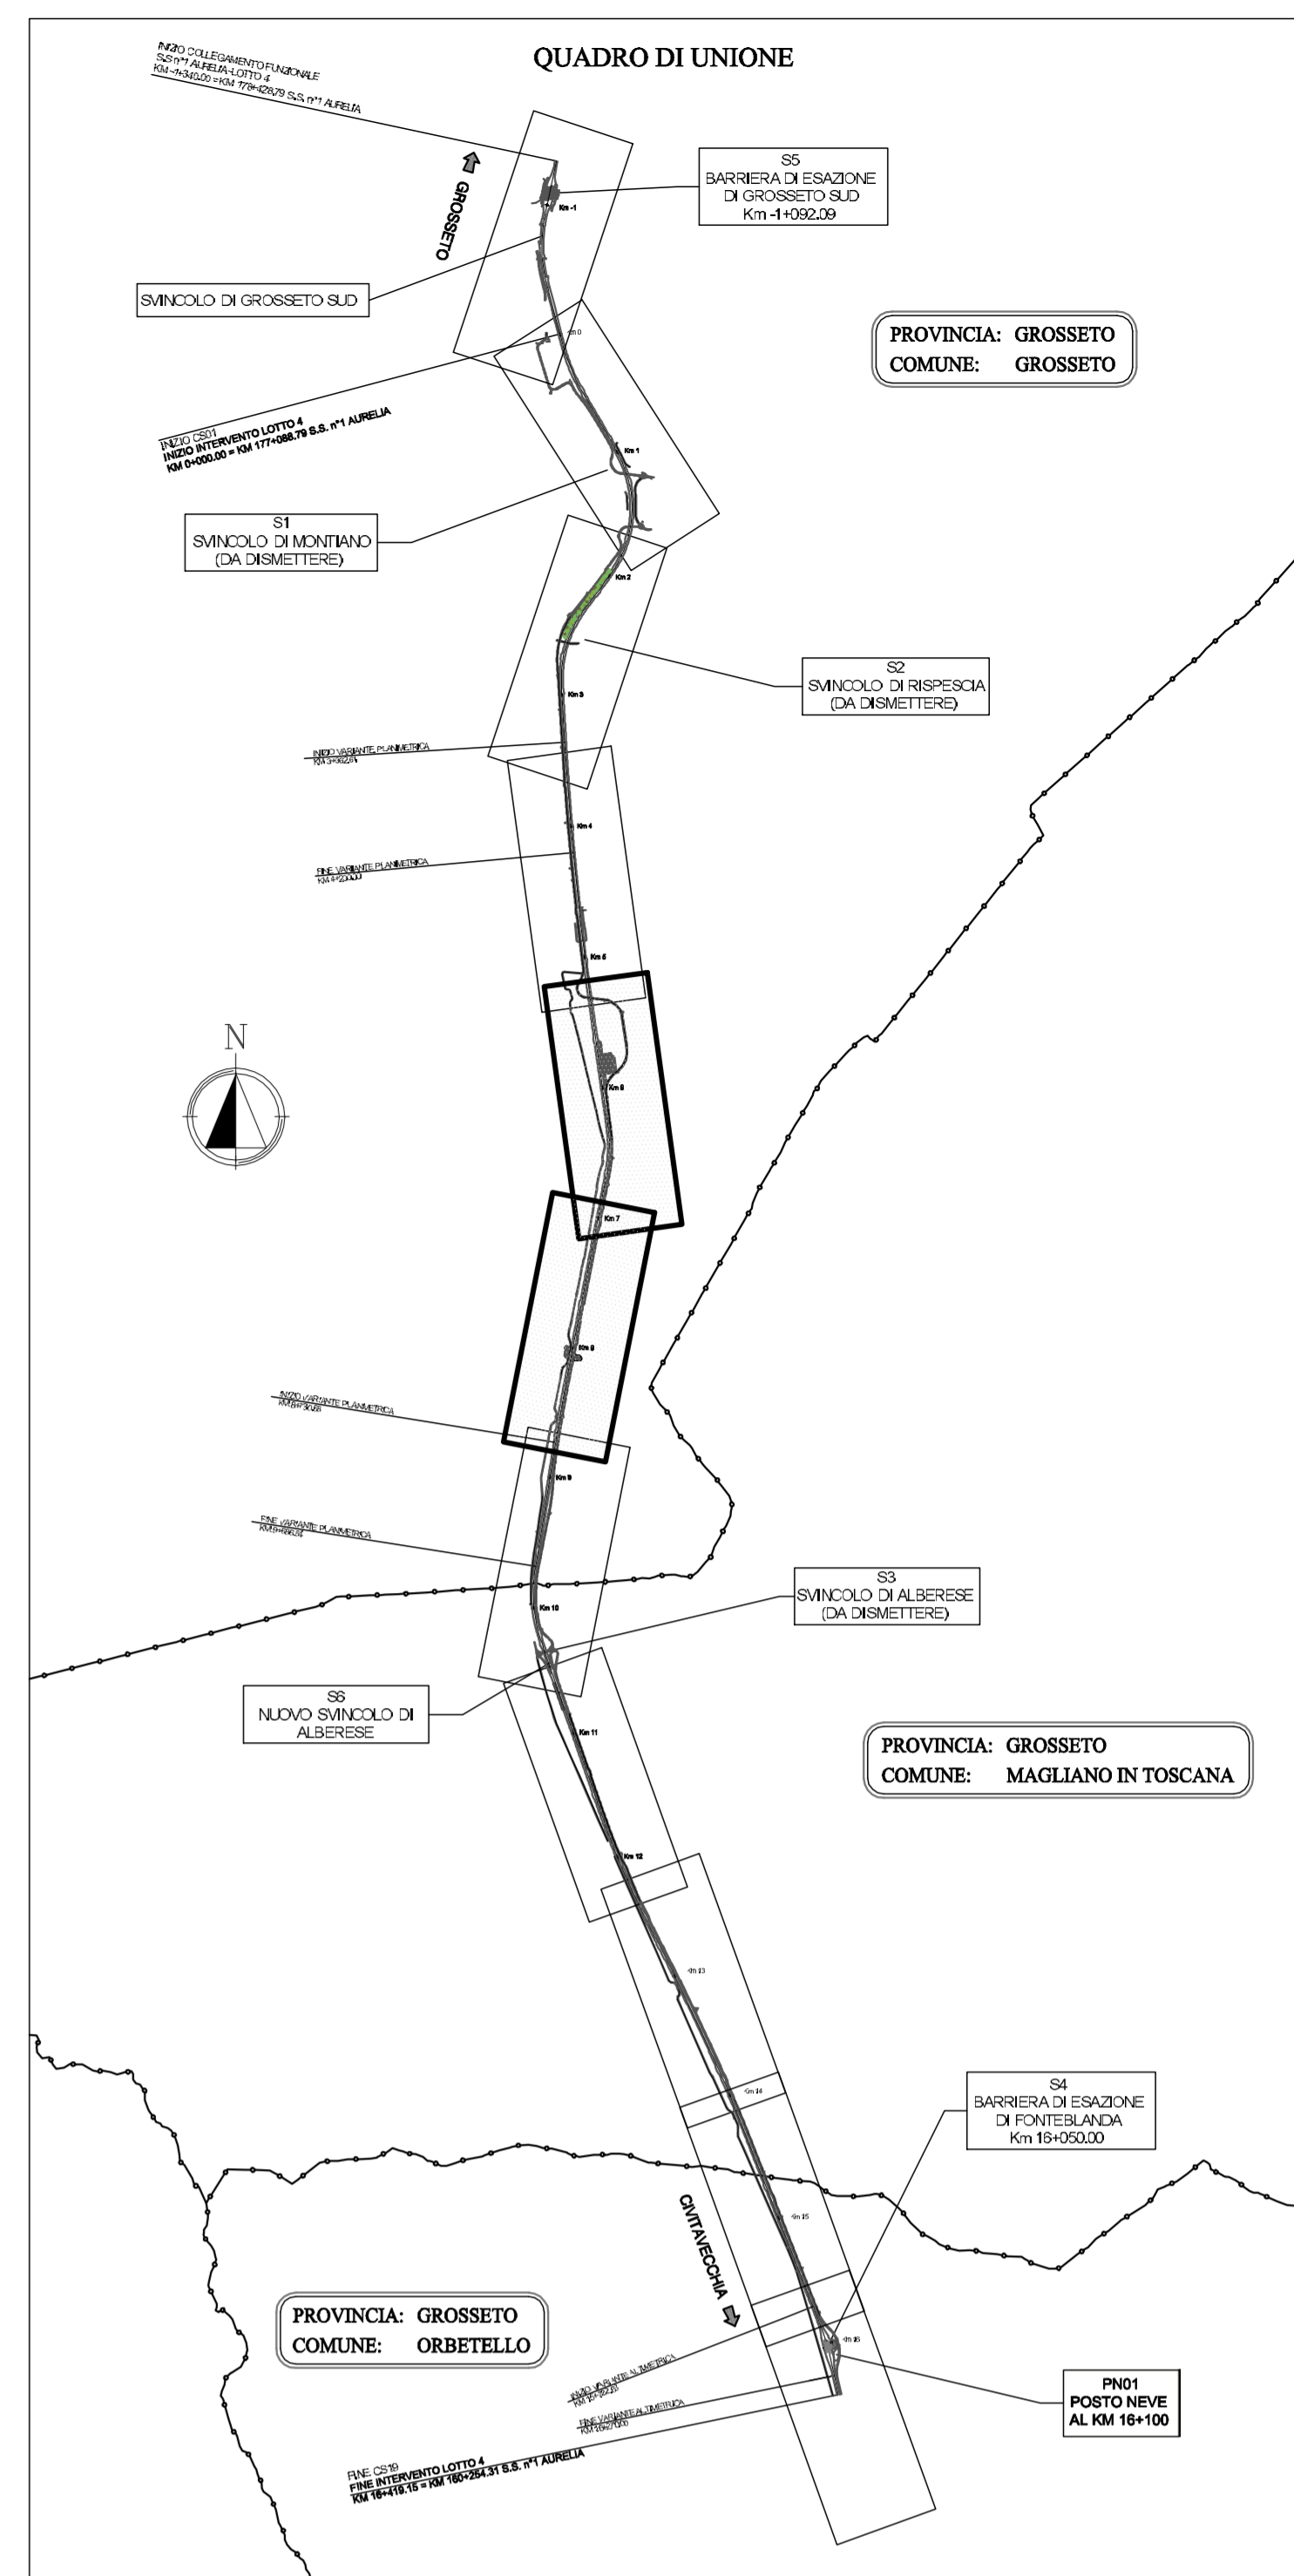 QUADRO DI UNIONE
INIZIO COLLEGAMENTO FUNZIONALE
S.S. n°1 AURELIA-LOTTO 4
KM -1+340.00 = KM 178+428.79 S.S. n°1 AURELIA
GROSSETO
S5
BARRIERA DI ESAZIONE
DI GROSSETO SUD
Km -1+092.09
Km -1
SVINCOLO DI GROSSETO SUD
Km 0
PROVINCIA: GROSSETO
COMUNE: GROSSETO
INIZIO CS01
INIZIO INTERVENTO LOTTO 4
KM 0+000.00 = KM 177+088.79 S.S. n°1 AURELIA
Km 1
S1
SVINCOLO DI MONTIANO
(DA DISMETTERE)
Km 2
S2
SVINCOLO DI RISPESCIA
(DA DISMETTERE)
Km 3
INIZIO VARIANTE PLANIMETRICA
Km 4
FINE VARIANTE PLANIMETRICA
Km 5
N
Km 6
Km 7
Km 8
INIZIO VARIANTE PLANIMETRICA
Km 9
FINE VARIANTE PLANIMETRICA
S3
SVINCOLO DI ALBERESE
(DA DISMETTERE)
Km 10
S6
NUOVO SVINCOLO DI
ALBERESE
Km 11
PROVINCIA: GROSSETO
COMUNE: MAGLIANO IN TOSCANA
Km 12
Km 13
Km 14
S4
BARRIERA DI ESAZIONE
DI FONTEBLANDA
Km 16+050.00
Km 15
CIVITAVECCHIA
PROVINCIA: GROSSETO
COMUNE: ORBETELLO
Km 16
INIZIO VARIANTE ALTIMETRICA
FINE VARIANTE ALTIMETRICA
PN01
POSTO NEVE
AL KM 16+100
FINE CS19
FINE INTERVENTO LOTTO 4
KM 16+419.15 = KM 160+254.31 S.S. n°1 AURELIA